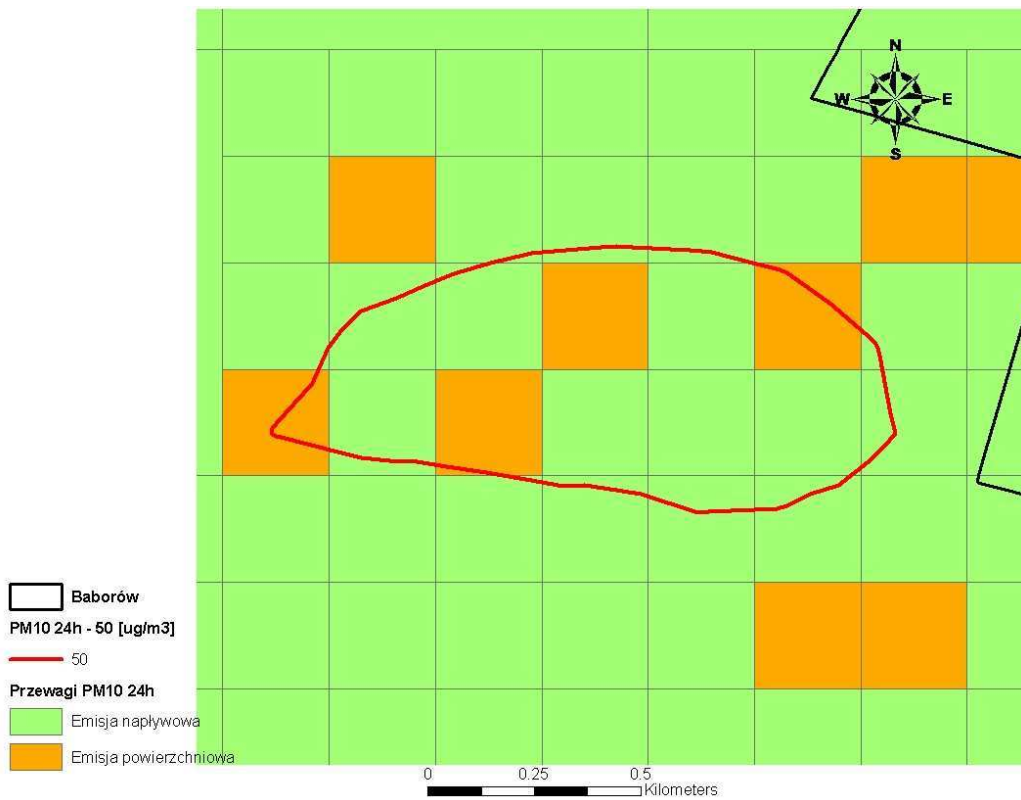 N
W E
S
Baborów
PM10 24h - 50 [ug/m3]
50
Przewagi PM10 24h
Emisja napływowa
Emisja powierzchniowa
0 0.25 0.5
Kilometers